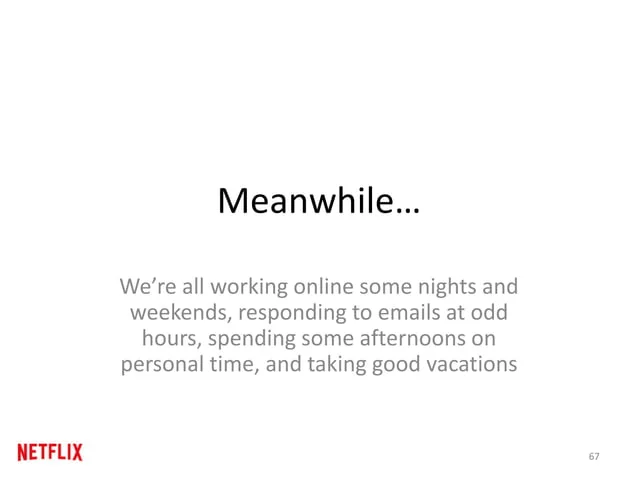 Meanwhile…
We’re all working online some nights and
weekends, responding to emails at odd
hours, spending some afternoons on
personal time, and taking good vacations
NETFLIX
67